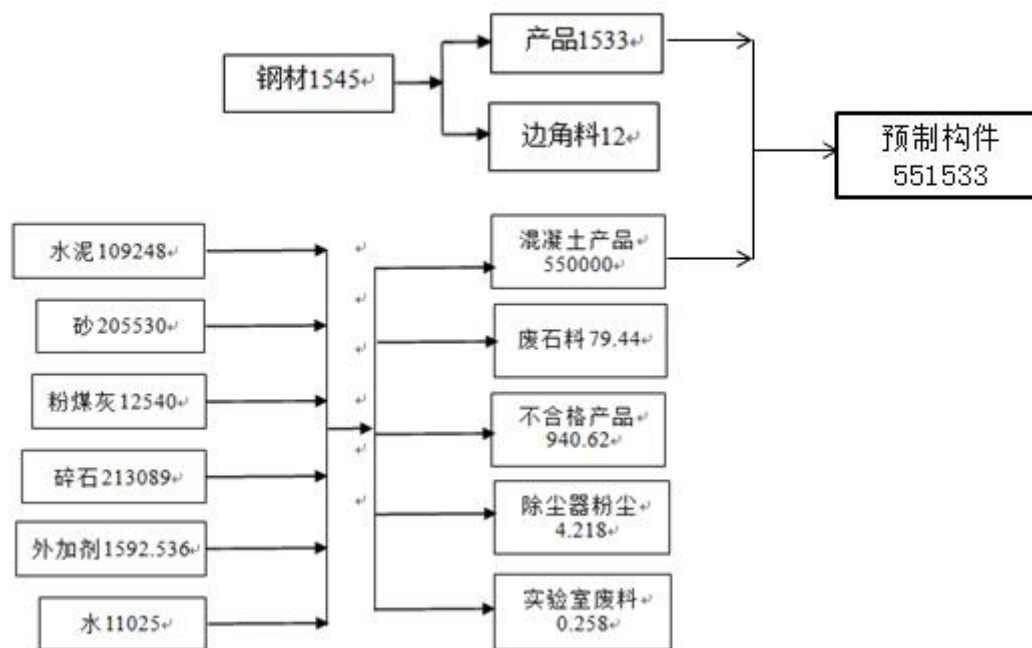 钢材1545
产品1533
边角料12
预制构件
551533
水泥109248
砂205530
粉煤灰12540
碎石213089
外加剂1592.536
水11025
混凝土产品
550000
废石料79.44
不合格产品
940.62
除尘器粉尘
4.218
实验室废料
0.258